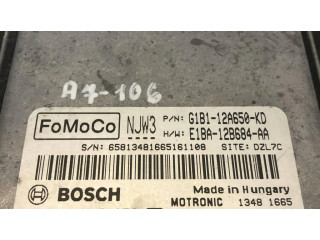 A7-106
FoMoCo NJW3 P/N: G1B1-12A650-KD
H/W: E1BA-12B684-AA
S/N: 65813481665161108 SITE: DZL7C
BOSCH Made in Hungary
MOTRONIC 1348 1665